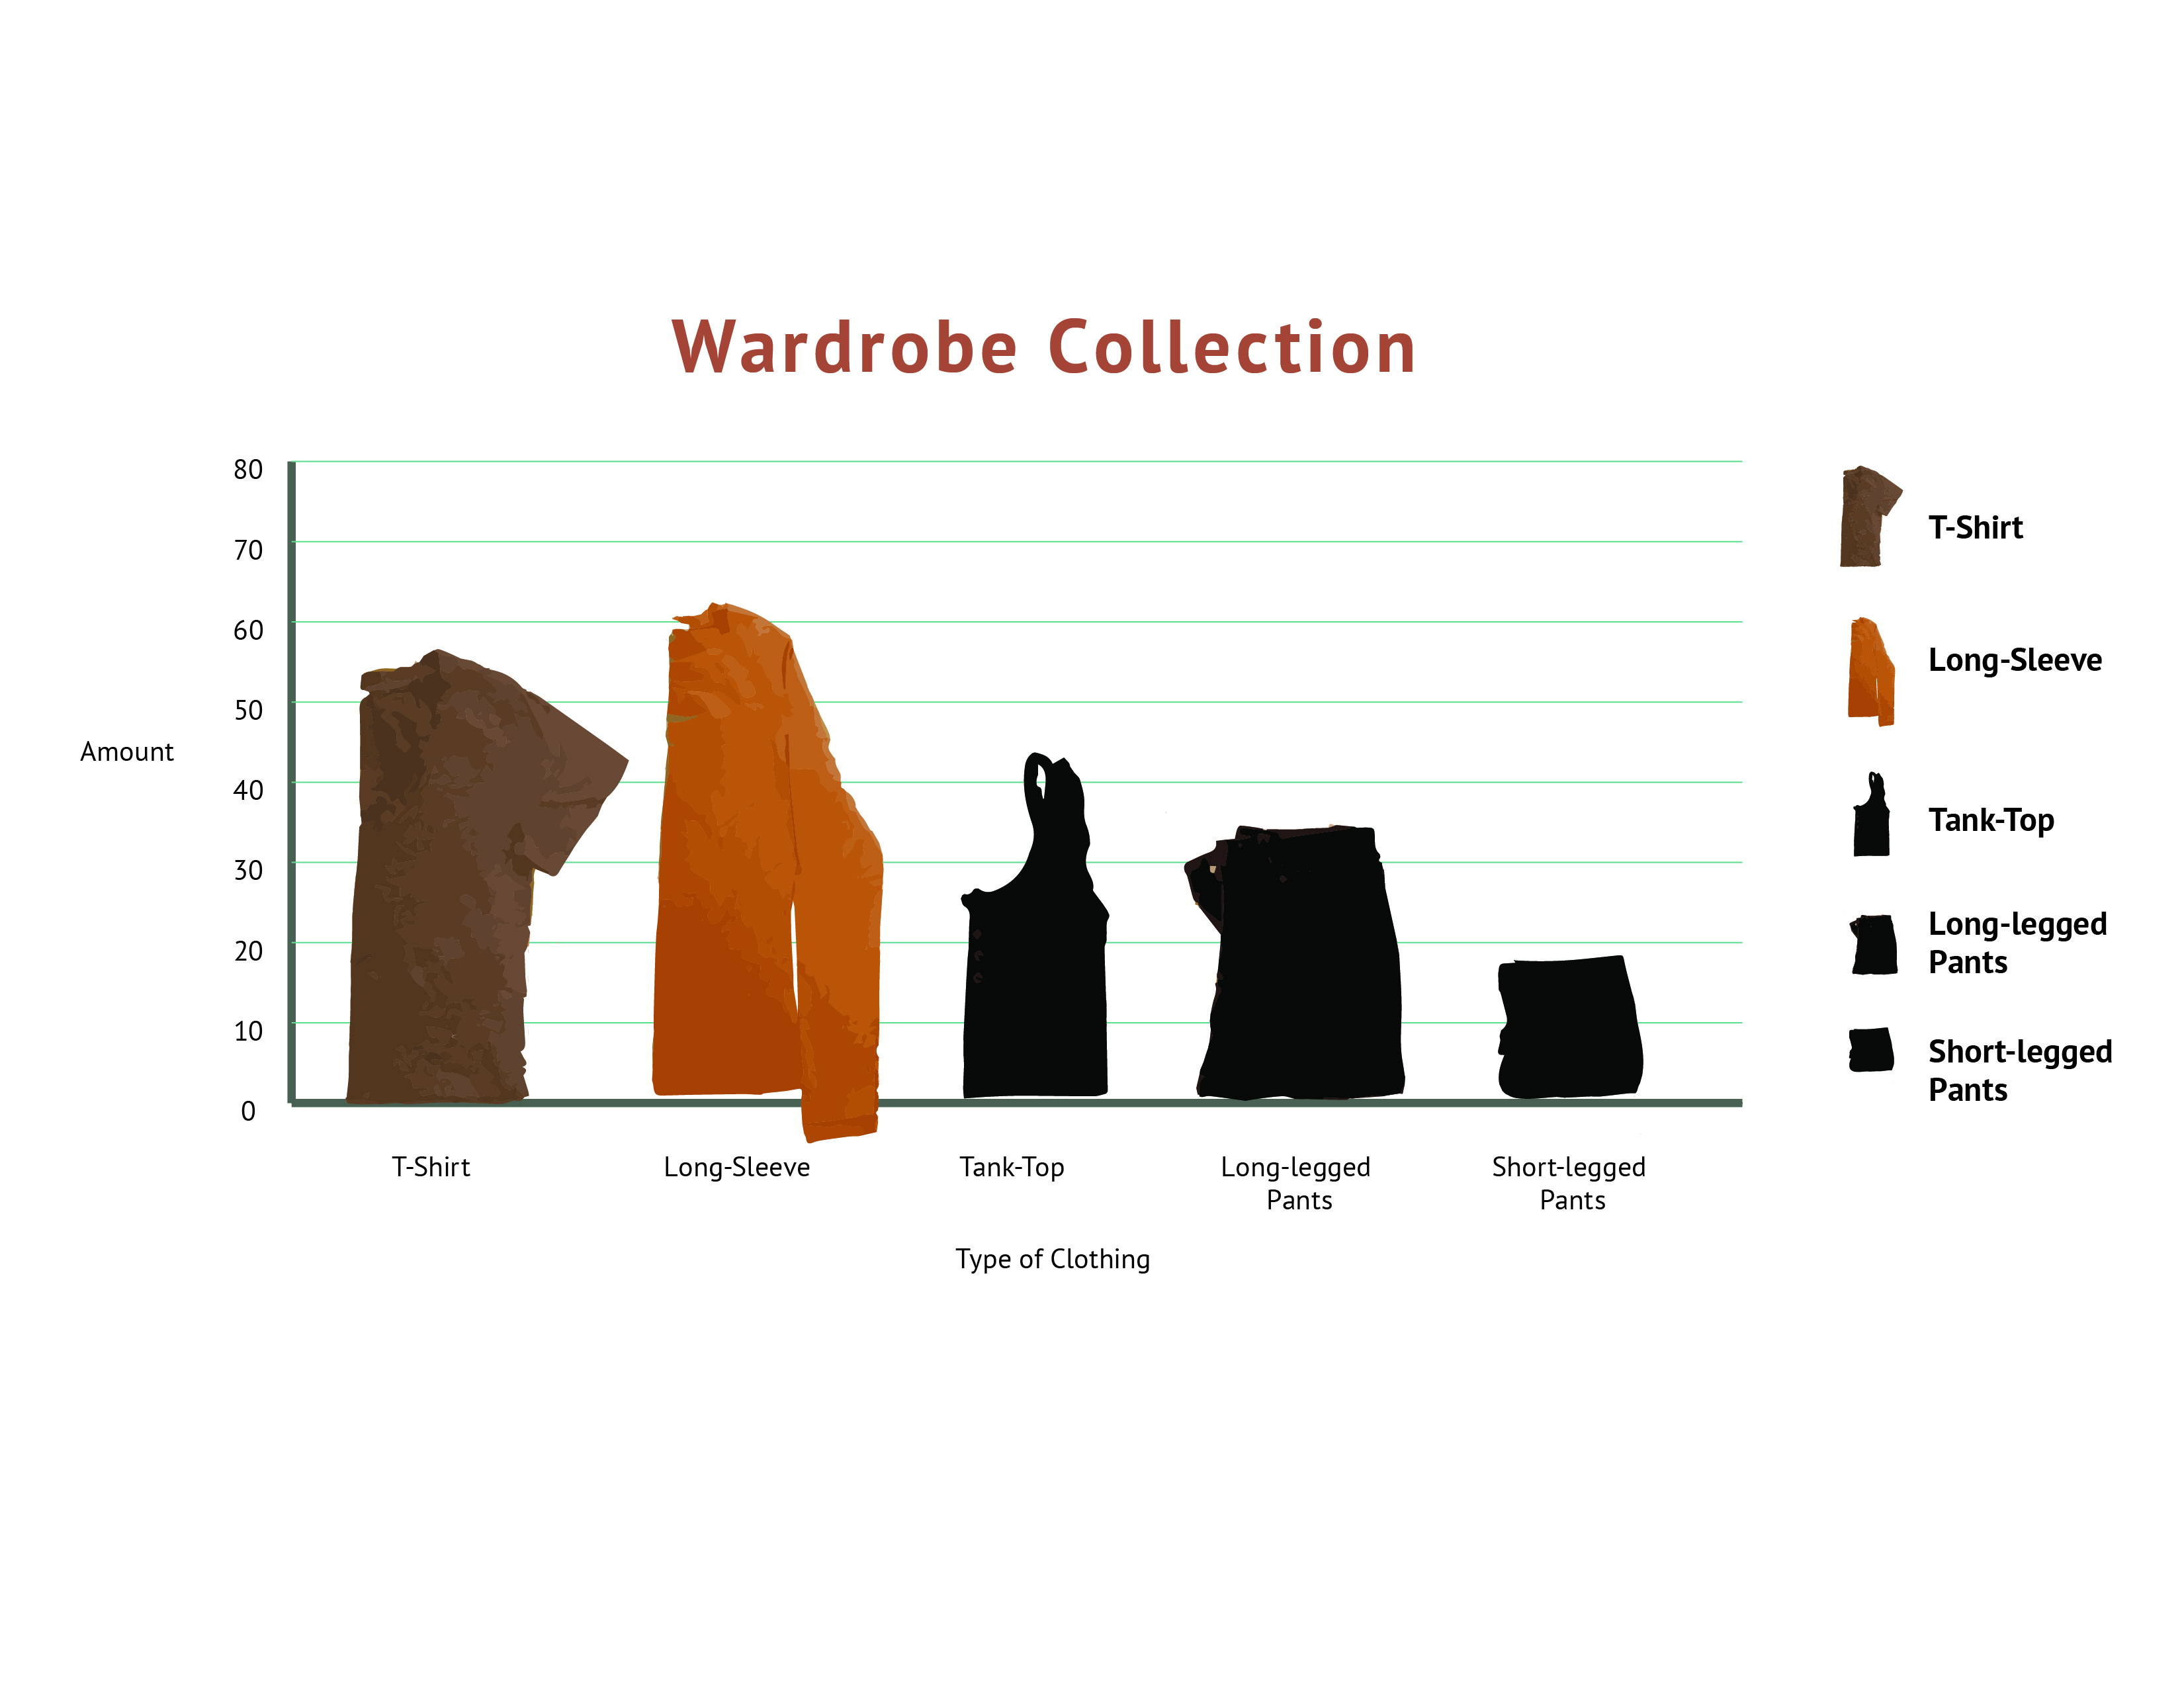 Wardrobe Collection
80
70
60
50
40
30
20
10
0
Amount
T-Shirt
Long-Sleeve
Tank-Top
Long-legged
Pants
Short-legged
Pants
Type of Clothing
T-Shirt
Long-Sleeve
Tank-Top
Long-legged
Pants
Short-legged
Pants